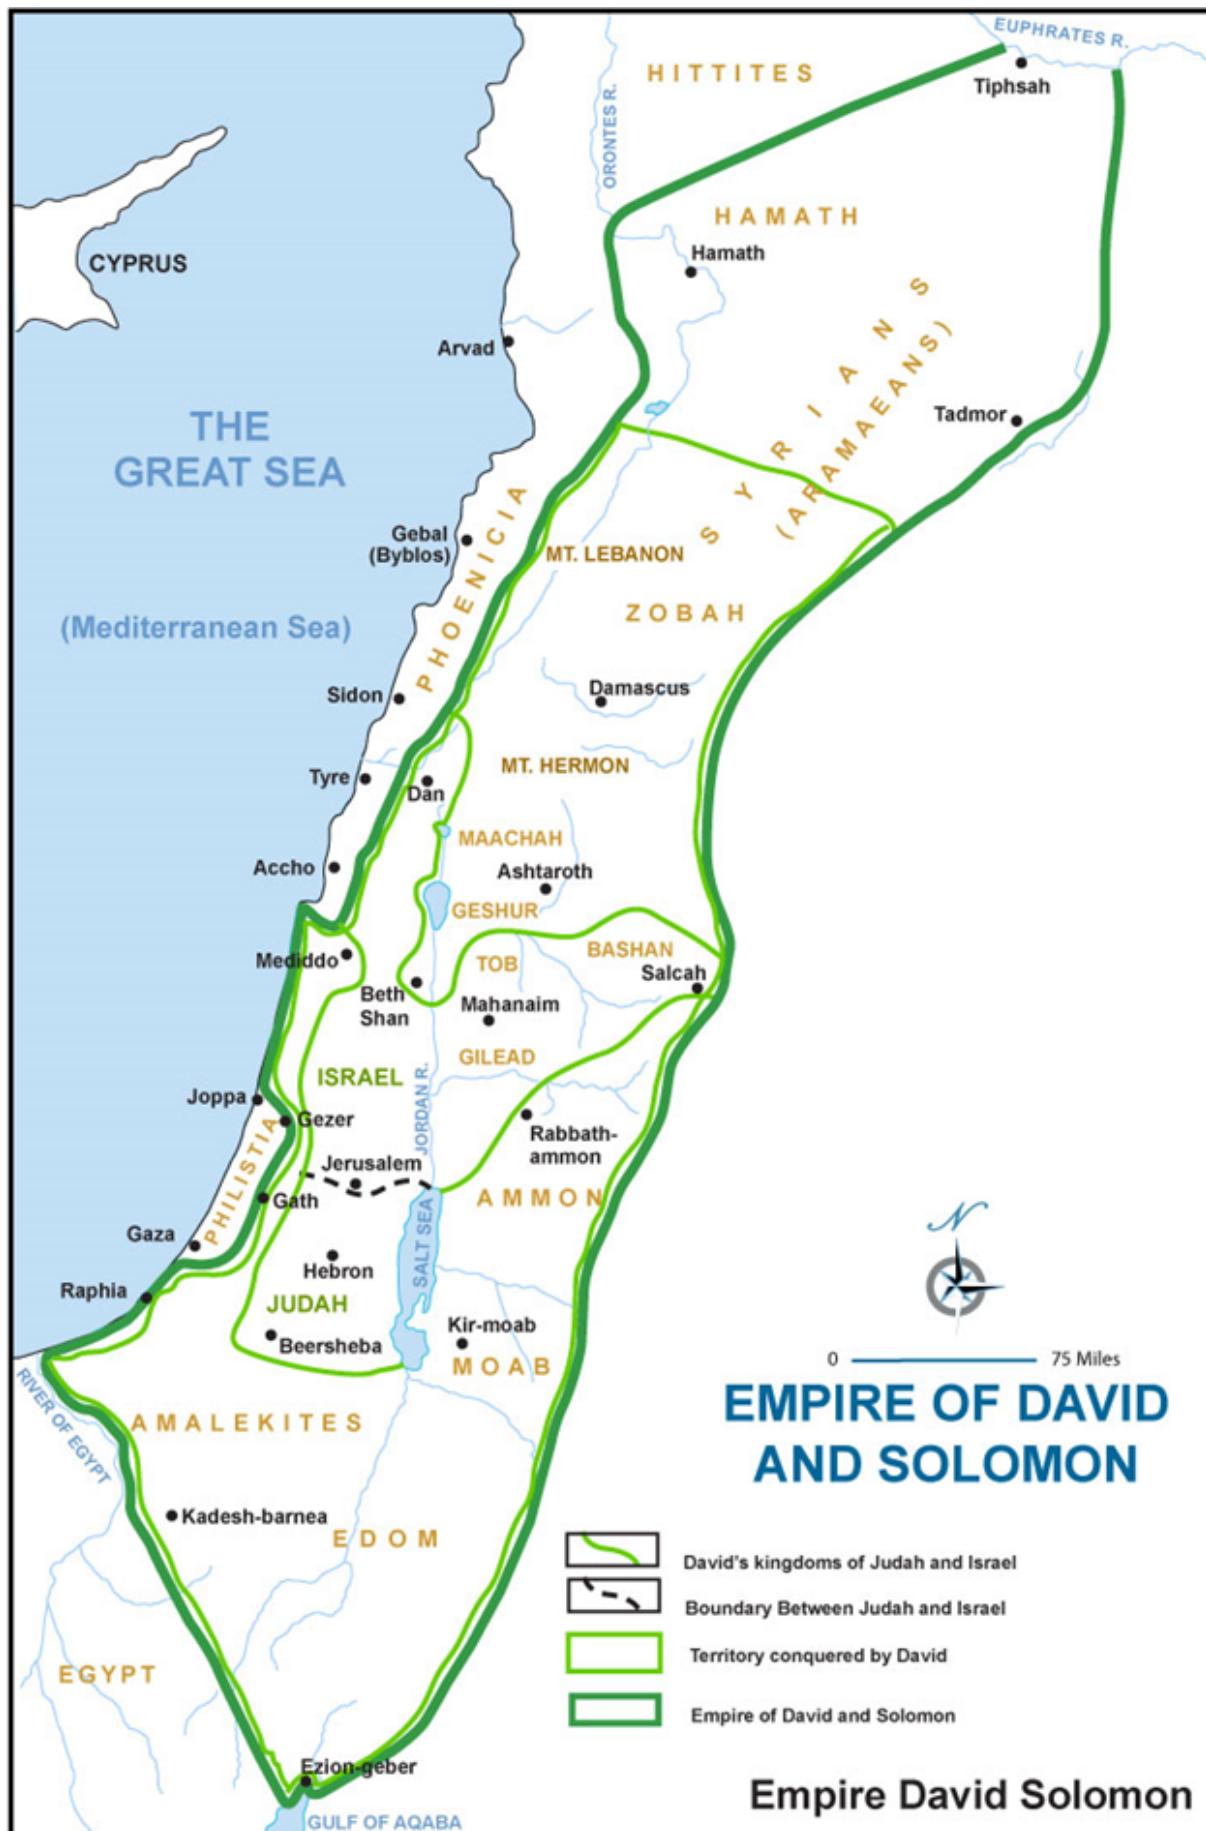 EUPHRATES R.
HITTITES
Tiphsah
ORONTES R.
HAMATH
Hamath
CYPRUS
Arvad
SYRIANS
(ARAMAEANS)
Tadmor
THE
GREAT SEA
Gebal
(Byblos)
PHOENICIA
MT. LEBANON
ZOBAH
(Mediterranean Sea)
Sidon
Damascus
Tyre
MT. HERMON
Dan
MAACHAH
Accho
Ashtaroth
GESHUR
BASHAN
Mediddo
TOB
Salcah
Beth
Shan
Mahanaim
GILEAD
ISRAEL
JORDAN R.
Joppa
Gezer
Rabbath-
ammon
PHILISTIA
Jerusalem
AMMON
Gath
Gaza
SALT SEA
Hebron
Raphia
JUDAH
Beersheba
Kir-moab
MOAB
N
0 75 Miles
RIVER OF EGYPT
AMALEKITES
EMPIRE OF DAVID
AND SOLOMON
Kadesh-barnea
EDOM
David's kingdoms of Judah and Israel
Boundary Between Judah and Israel
Territory conquered by David
Empire of David and Solomon
EGYPT
Ezion-geber
GULF OF AQABA
Empire David Solomon